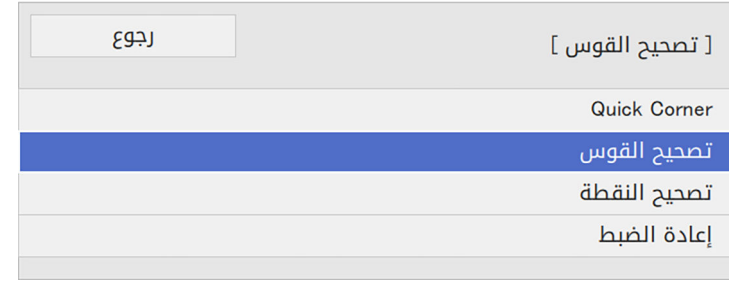 [ تصحيح القوس ]
رجوع
Quick Corner
تصحيح القوس
تصحيح النقطة
إعادة الضبط